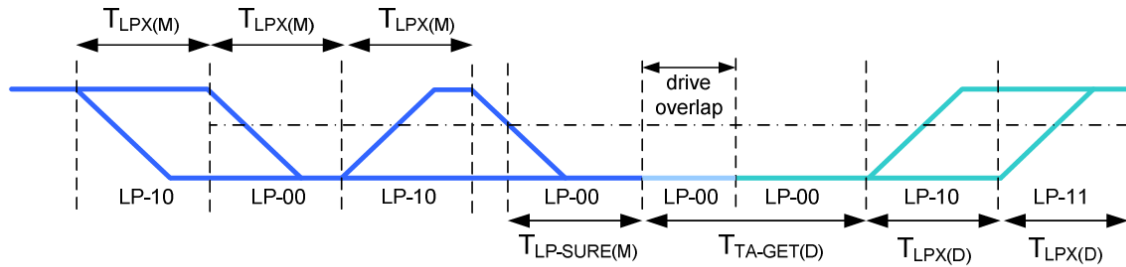 TLPX(M) TLPX(M) TLPX(M)
drive
overlap
LP-10 LP-00 LP-10 LP-00 LP-00 LP-00 LP-10 LP-11
TLP-SURE(M) TTA-GET(D) TLPX(D) TLPX(D)